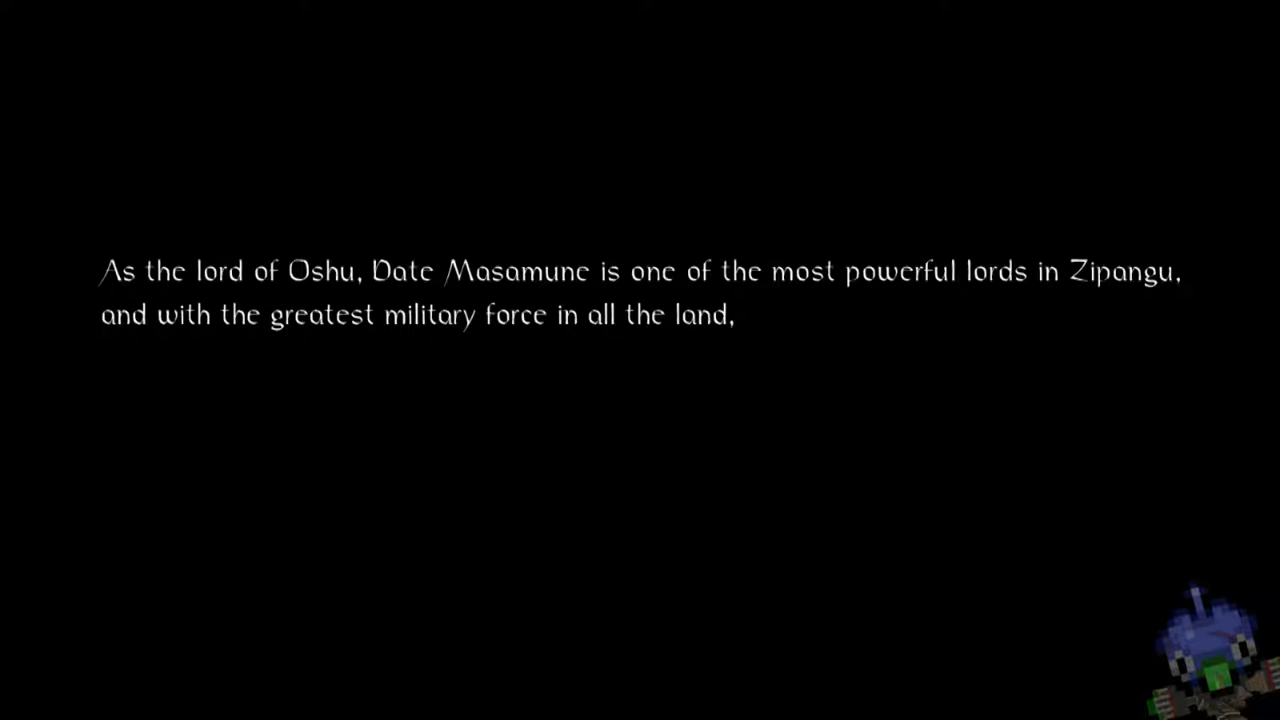 As the lord of Oshu, Date Masamune is one of the most powerful lords in Zipangu,
and with the greatest military force in all the land,